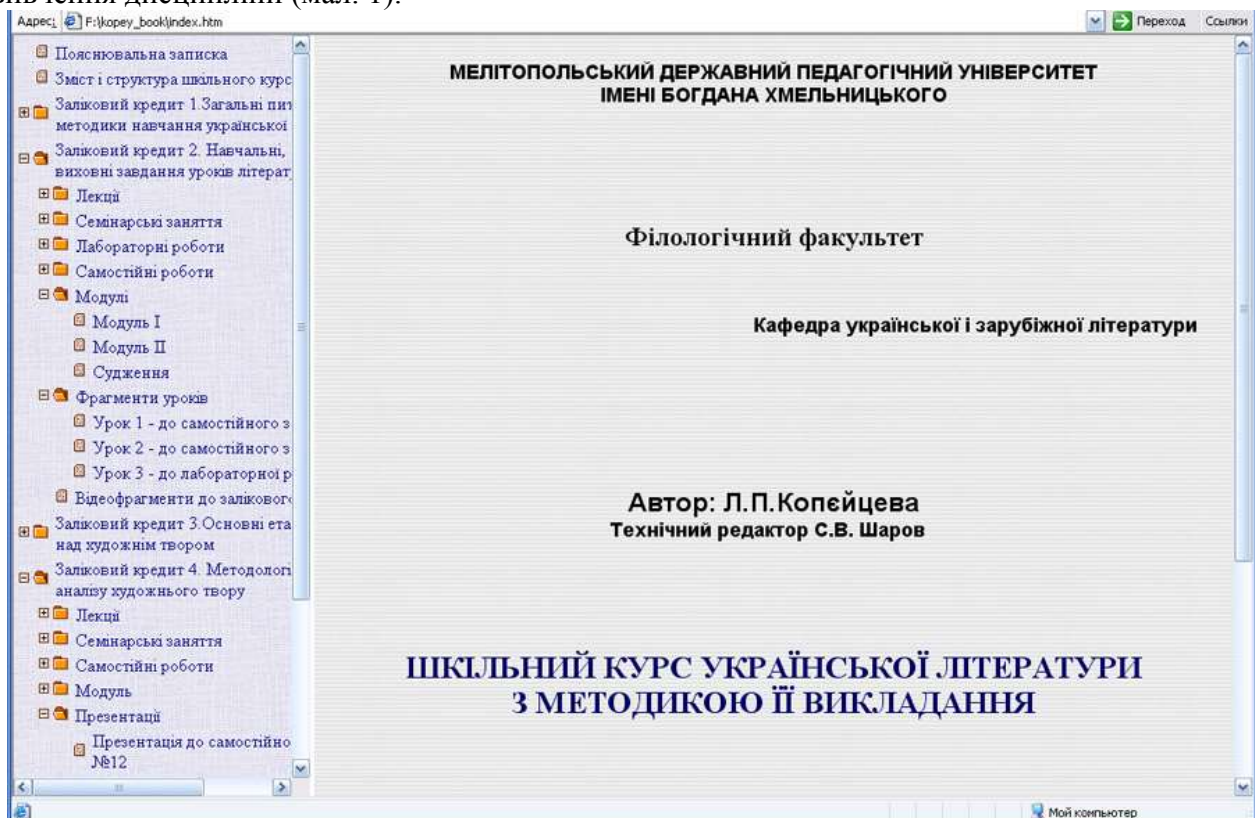 дисципліни (мал. 1).
Адрес: F:\kopey_book\index.htm Переход Ссылки
Пояснювальна записка
Зміст і структура шкільного курс
Заліковий кредит 1.Загальні пит
методики навчання української
Заліковий кредит 2. Навчальні,
виховні завдання уроків літерат
Лекції
Семінарські заняття
Лабораторні роботи
Самостійні роботи
Модулі
Модуль I
Модуль II
Судження
Фрагменти уроків
Урок 1 - до самостійного з
Урок 2 - до самостійного з
Урок 3 - до лабораторної р
Відеофрагменти до заліковог
Заліковий кредит 3.Основні ета
над художнім твором
Заліковий кредит 4. Методологі
аналізу художнього твору
Лекції
Семінарські заняття
Самостійні роботи
Модуль
Презентації
Презентація до самостійно
№12
МЕЛІТОПОЛЬСЬКИЙ ДЕРЖАВНИЙ ПЕДАГОГІЧНИЙ УНІВЕРСИТЕТ
ІМЕНІ БОГДАНА ХМЕЛЬНИЦЬКОГО
Філологічний факультет
Кафедра української і зарубіжної літератури
Автор: Л.П.Копєйцева
Технічний редактор С.В. Шаров
ШКІЛЬНИЙ КУРС УКРАЇНСЬКОЇ ЛІТЕРАТУРИ
З МЕТОДИКОЮ ЇЇ ВИКЛАДАННЯ
Мой компьютер